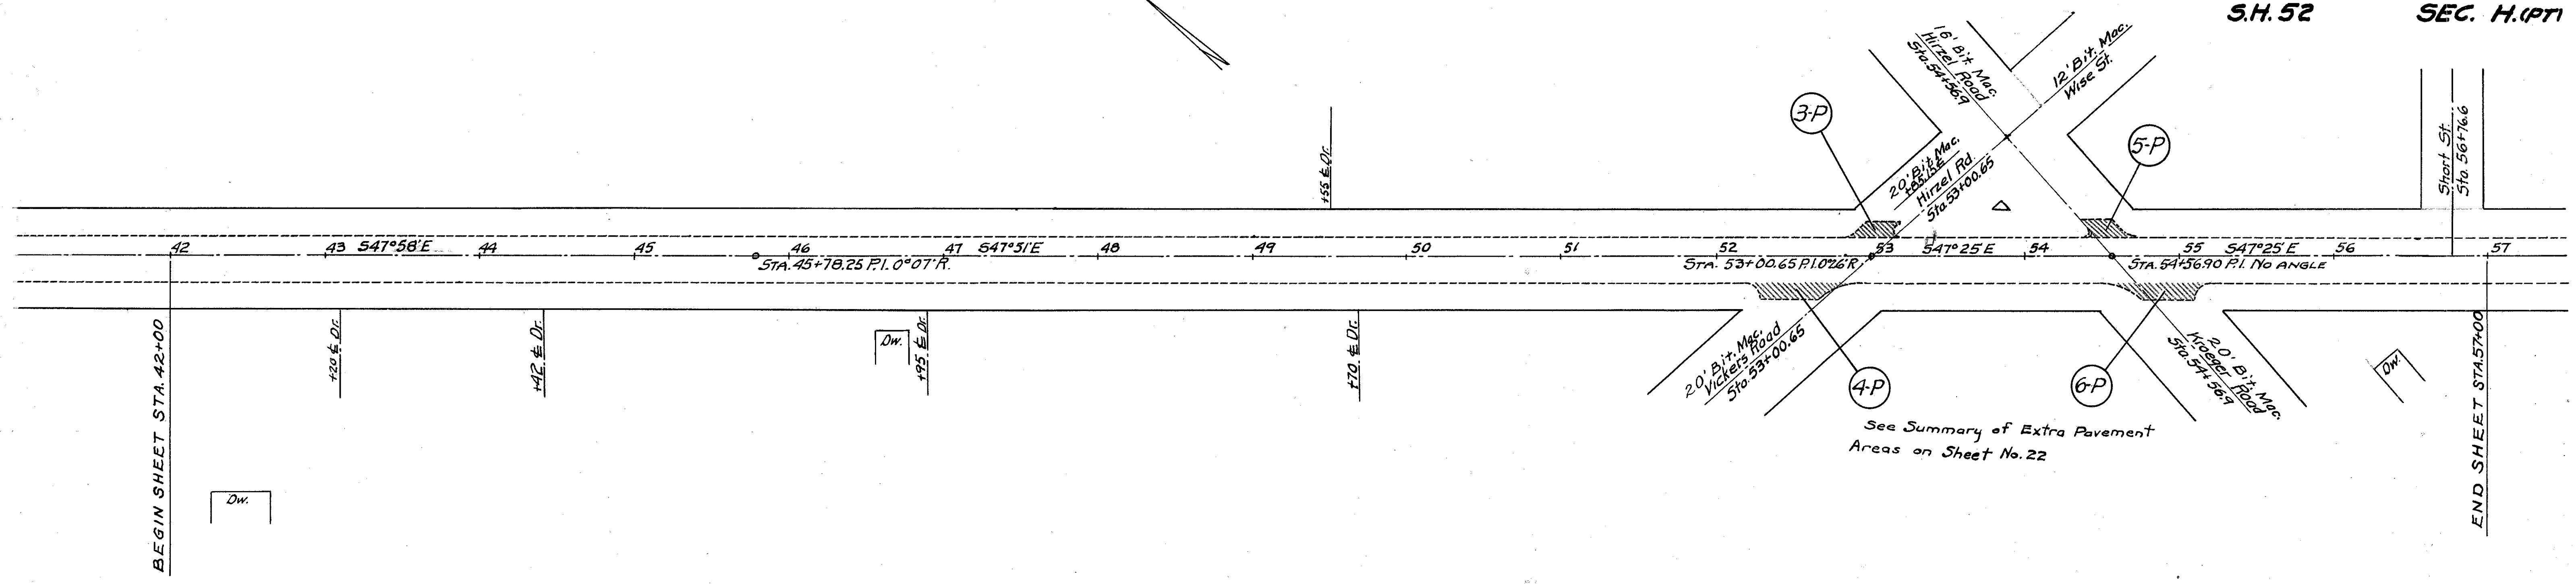 S.H. 52
SEC. H.(PT)
16' Bit. Mac.
Hirzel Road
Sta. 54+56.9
12' Bit. Mac.
Wise St.
3-P
5-P
20' Bit. Mac.
Hirzel Rd.
Sta. 53+00.65
Short St.
Sta. 56+76.6
+55 ℄ Dr.
42 43 S47°58'E 44 45 46 47 S47°51'E 48 49 50 51 52 53 S47°25'E 54 55 S47°25'E 56 57
STA. 45+78.25 P.I. 0°07' R.
STA. 53+00.65 P.I. 0°26' R
STA. 54+56.90 P.I. NO ANGLE
BEGIN SHEET STA. 42+00
+20 ℄ Dr.
+42 ℄ Dr.
Dw.
+95 ℄ Dr.
+70 ℄ Dr.
20' Bit. Mac.
Vickers Road
Sta. 53+00.65
4-P
6-P
20' Bit. Mac.
Kroeger Road
Sta. 54+56.9
Dw.
END SHEET STA. 57+00
See Summary of Extra Pavement
Areas on Sheet No. 22
Dw.